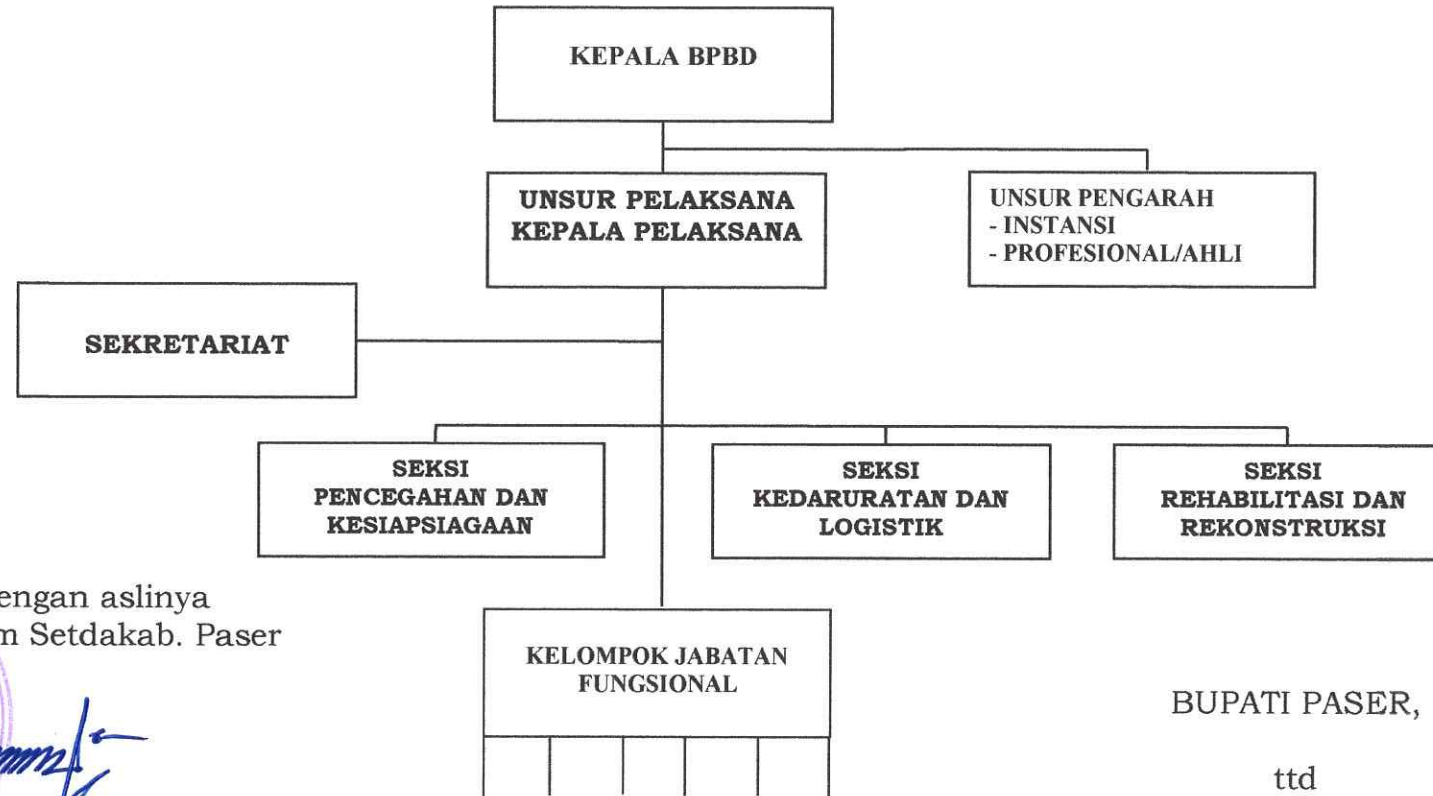 KEPALA BPBD
UNSUR PELAKSANA
KEPALA PELAKSANA
UNSUR PENGARAH
- INSTANSI
- PROFESIONAL/AHLI
SEKRETARIAT
SEKSI
PENCEGAHAN DAN
KESIAPSIAGAAN
SEKSI
KEDARURATAN DAN
LOGISTIK
SEKSI
REHABILITASI DAN
REKONSTRUKSI
aslinya
Setdakab. Paser
KELOMPOK JABATAN
FUNGSIONAL
BUPATI PASER,
ttd